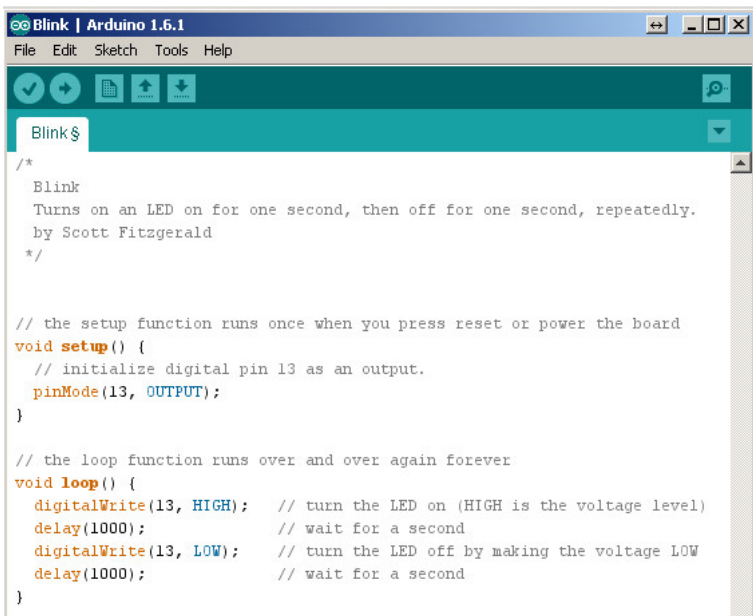 Blink | Arduino 1.6.1
File Edit Sketch Tools Help
Blink §
/*
  Blink
  Turns on an LED on for one second, then off for one second, repeatedly.
  by Scott Fitzgerald
 */
// the setup function runs once when you press reset or power the board
void setup() {
  // initialize digital pin 13 as an output.
  pinMode(13, OUTPUT);
}
// the loop function runs over and over again forever
void loop() {
  digitalWrite(13, HIGH);   // turn the LED on (HIGH is the voltage level)
  delay(1000);              // wait for a second
  digitalWrite(13, LOW);    // turn the LED off by making the voltage LOW
  delay(1000);              // wait for a second
}